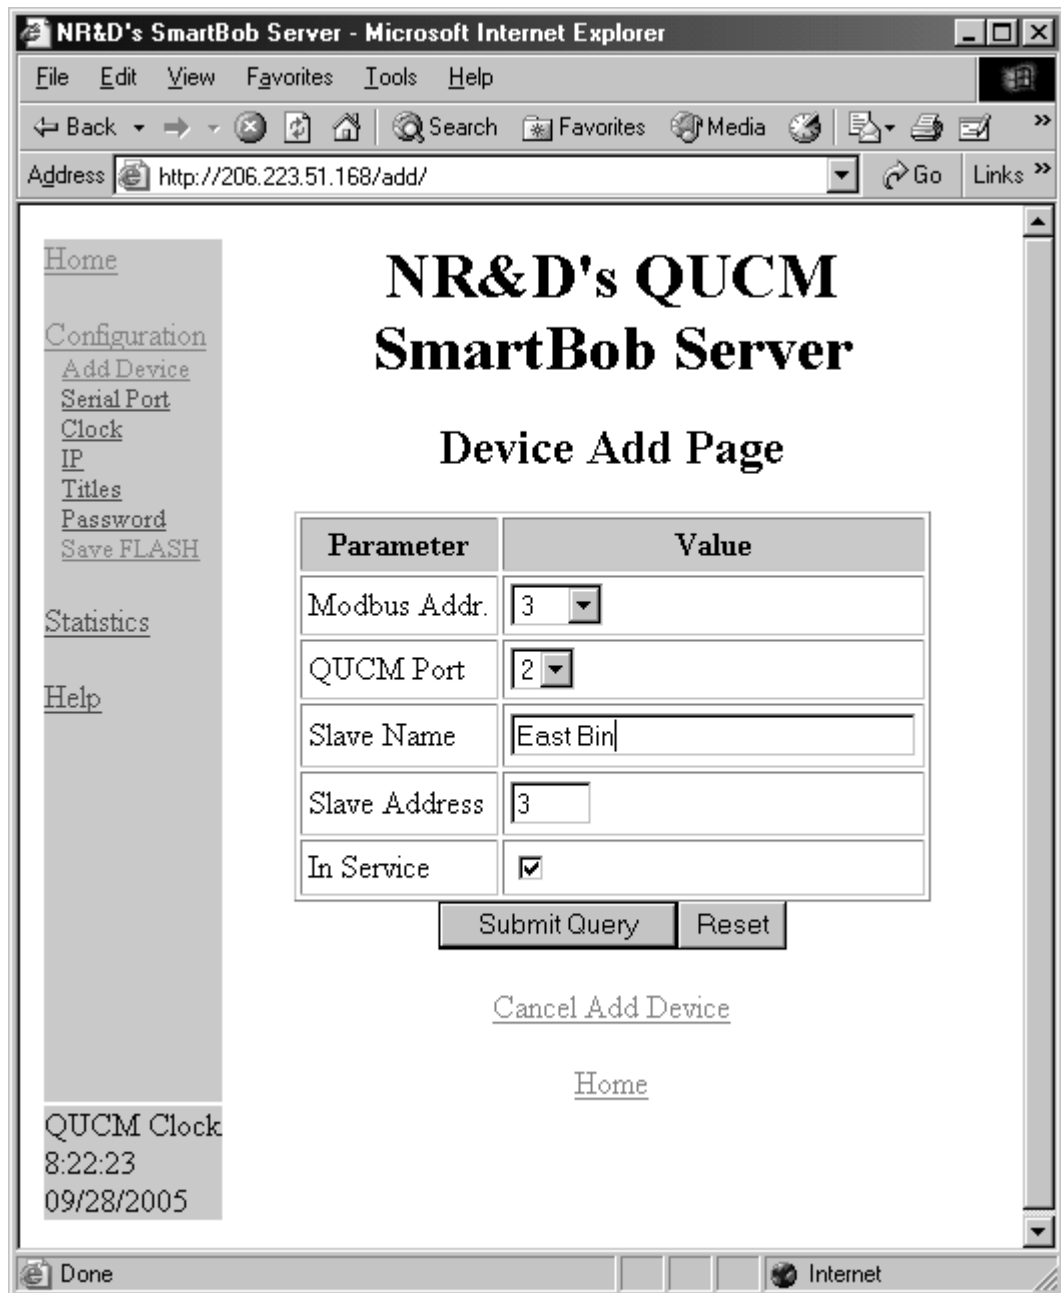 NR&D's SmartBob Server - Microsoft Internet Explorer
File Edit View Favorites Tools Help
Back Search Favorites Media »
Address http://206.223.51.168/add/ Go Links »
Home
Configuration
Add Device
Serial Port
Clock
IP
Titles
Password
Save FLASH
Statistics
Help
QUCM Clock
8:22:23
09/28/2005
NR&D's QUCM
SmartBob Server
Device Add Page
Parameter Value
Modbus Addr. 3
QUCM Port 2
Slave Name East Bin
Slave Address 3
In Service
Submit Query Reset
Cancel Add Device
Home
Done Internet